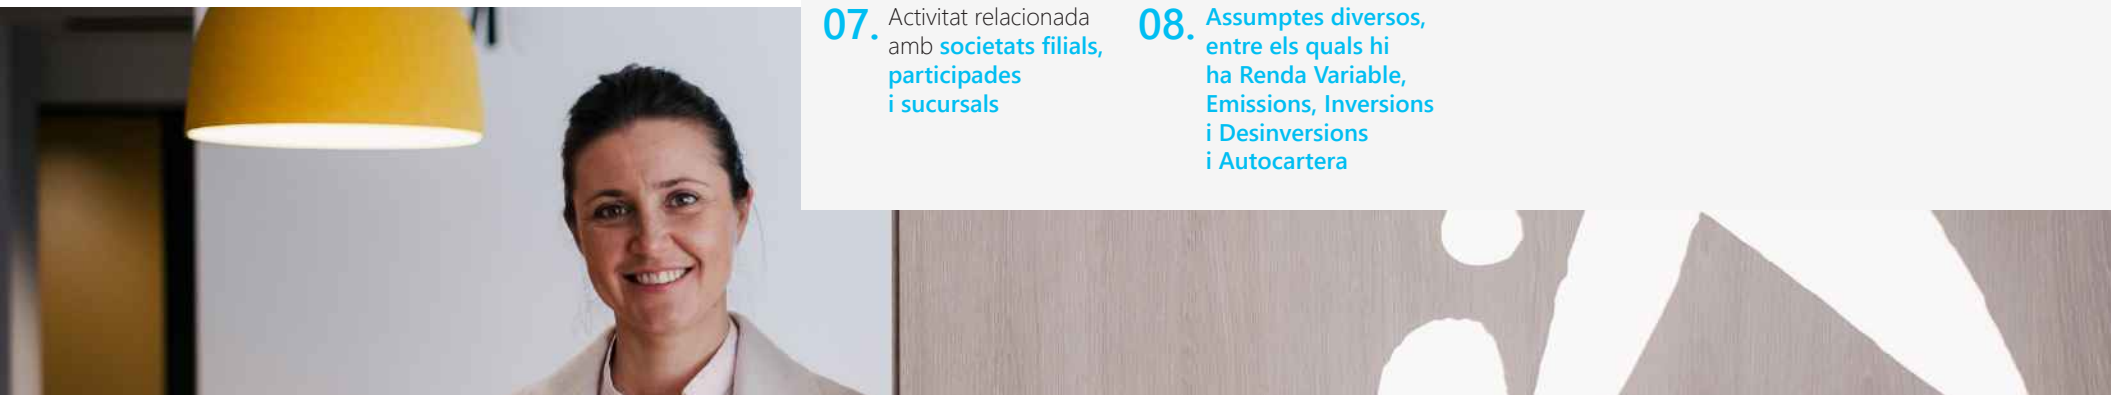 07. Activitat relacionada
amb societats filials,
participades
i sucursals
08. Assumptes diversos,
entre els quals hi
ha Renda Variable,
Emissions, Inversions
i Desinversions
i Autocartera